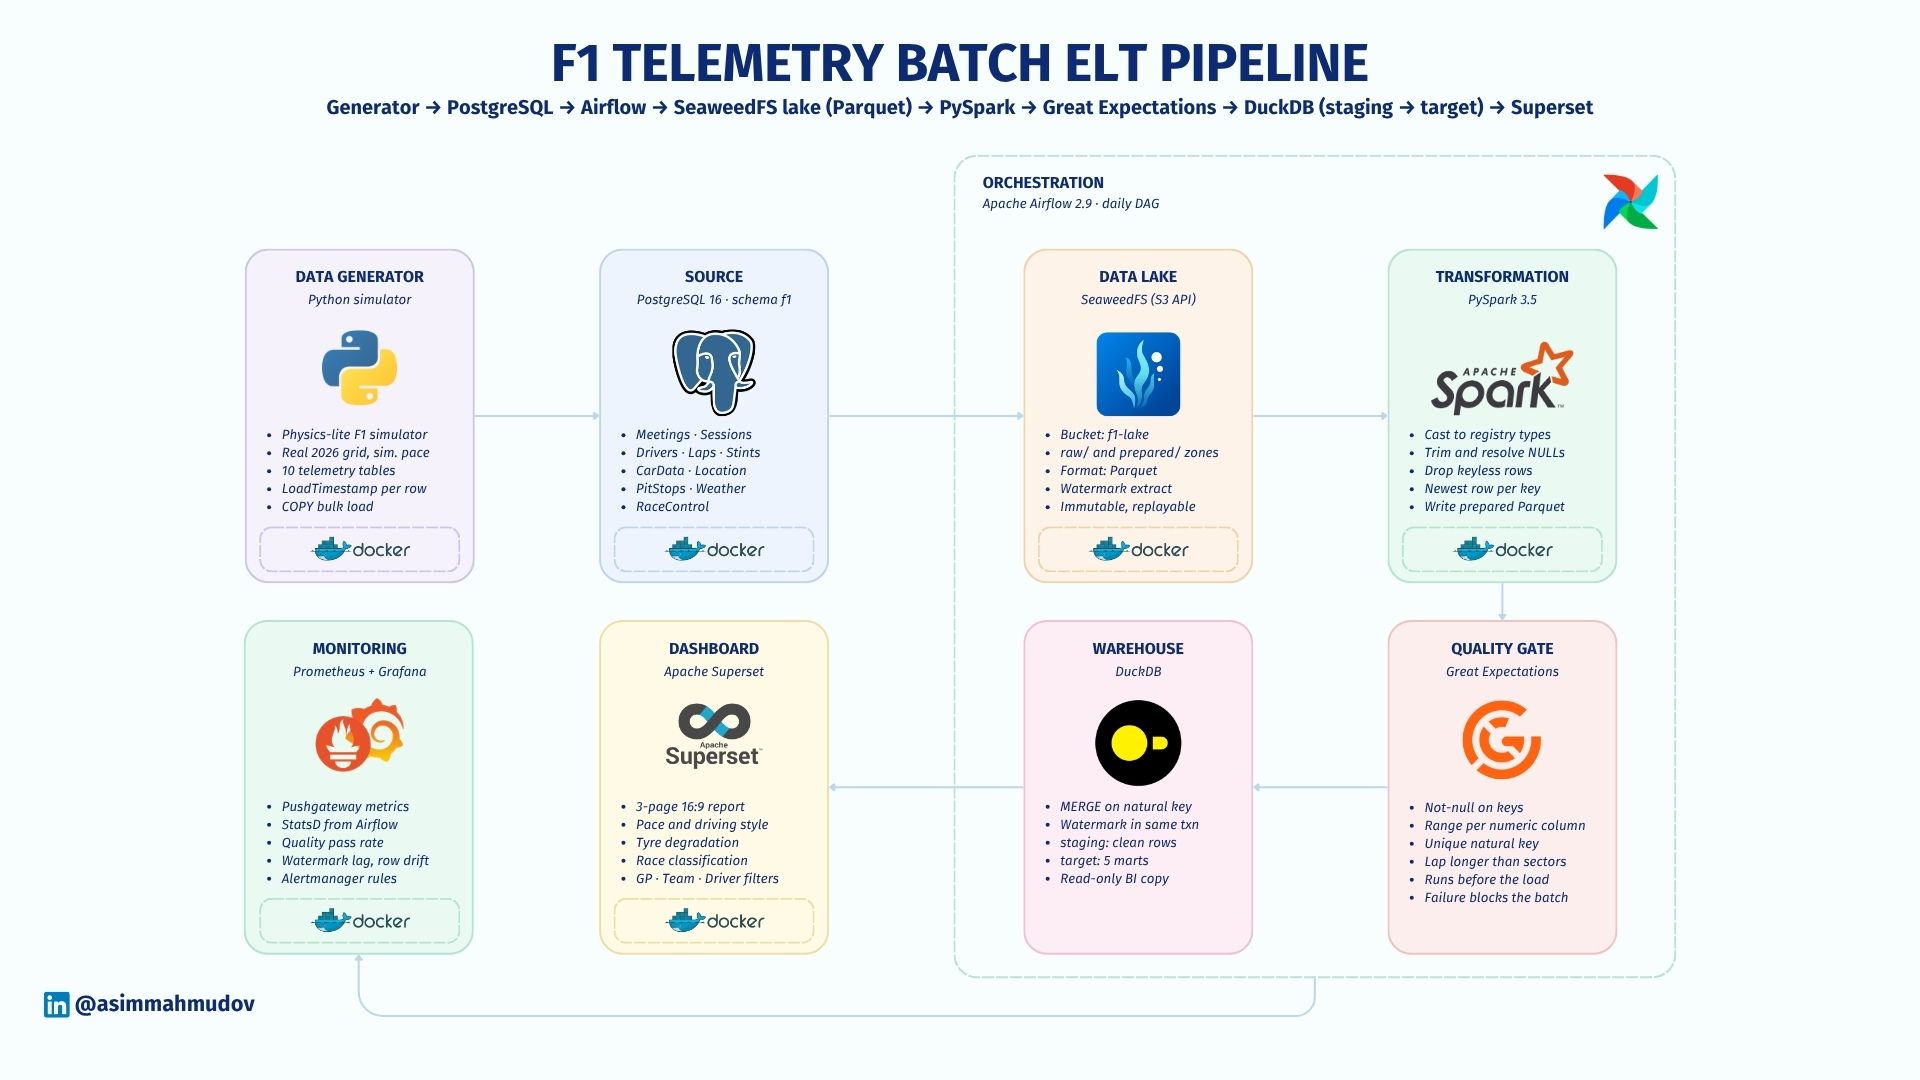 F1 TELEMETRY BATCH ELT PIPELINE
Generator → PostgreSQL → Airflow → SeaweedFS lake (Parquet) → PySpark → Great Expectations → DuckDB (staging → target) → Superset
ORCHESTRATION
Apache Airflow 2.9 · daily DAG
DATA GENERATOR
Python simulator
• Physics-lite F1 simulator
• Real 2026 grid, sim. pace
• 10 telemetry tables
• LoadTimestamp per row
• COPY bulk load
docker
SOURCE
PostgreSQL 16 · schema f1
• Meetings · Sessions
• Drivers · Laps · Stints
• CarData · Location
• PitStops · Weather
• RaceControl
docker
DATA LAKE
SeaweedFS (S3 API)
• Bucket: f1-lake
• raw/ and prepared/ zones
• Format: Parquet
• Watermark extract
• Immutable, replayable
docker
TRANSFORMATION
PySpark 3.5
APACHE
Spark™
• Cast to registry types
• Trim and resolve NULLs
• Drop keyless rows
• Newest row per key
• Write prepared Parquet
docker
MONITORING
Prometheus + Grafana
• Pushgateway metrics
• StatsD from Airflow
• Quality pass rate
• Watermark lag, row drift
• Alertmanager rules
docker
DASHBOARD
Apache Superset
Apache
Superset™
• 3-page 16:9 report
• Pace and driving style
• Tyre degradation
• Race classification
• GP · Team · Driver filters
docker
WAREHOUSE
DuckDB
• MERGE on natural key
• Watermark in same txn
• staging: clean rows
• target: 5 marts
• Read-only BI copy
QUALITY GATE
Great Expectations
• Not-null on keys
• Range per numeric column
• Unique natural key
• Lap longer than sectors
• Runs before the load
• Failure blocks the batch
in @asimmahmudov